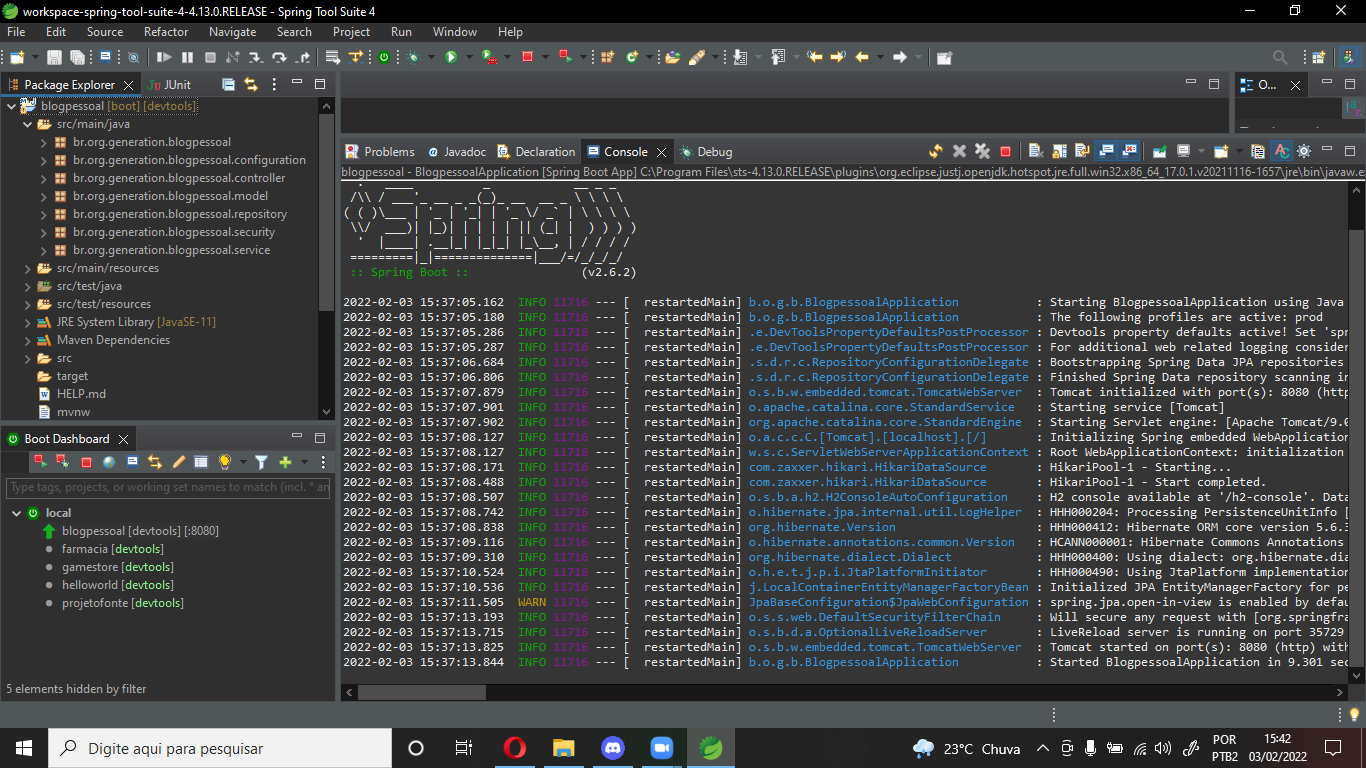 workspace-spring-tool-suite-4-4.13.0.RELEASE - Spring Tool Suite 4
File Edit Source Refactor Navigate Search Project Run Window Help
Package Explorer JUnit
O...
blogpessoal [boot] [devtools]
src/main/java
br.org.generation.blogpessoal
br.org.generation.blogpessoal.configuration
br.org.generation.blogpessoal.controller
br.org.generation.blogpessoal.model
br.org.generation.blogpessoal.repository
br.org.generation.blogpessoal.security
br.org.generation.blogpessoal.service
src/main/resources
src/test/java
src/test/resources
JRE System Library [JavaSE-11]
Maven Dependencies
src
target
HELP.md
mvnw
Boot Dashboard
Type tags, projects, or working set names to match (incl. * an
local
blogpessoal [devtools] [:8080]
farmacia [devtools]
gamestore [devtools]
helloworld [devtools]
projetofonte [devtools]
5 elements hidden by filter
Problems Javadoc Declaration Console Debug
blogpessoal - BlogpessoalApplication [Spring Boot App] C:\Program Files\sts-4.13.0.RELEASE\plugins\org.eclipse.justj.openjdk.hotspot.jre.full.win32.x86_64_17.0.1.v20211116-1657\jre\bin\javaw.e
:: Spring Boot :: (v2.6.2)
2022-02-03 15:37:05.162 INFO 11716 --- [ restartedMain] b.o.g.b.BlogpessoalApplication : Starting BlogpessoalApplication using Java
2022-02-03 15:37:05.180 INFO 11716 --- [ restartedMain] b.o.g.b.BlogpessoalApplication : The following profiles are active: prod
2022-02-03 15:37:05.286 INFO 11716 --- [ restartedMain] .e.DevToolsPropertyDefaultsPostProcessor : Devtools property defaults active! Set 'spr
2022-02-03 15:37:05.287 INFO 11716 --- [ restartedMain] .e.DevToolsPropertyDefaultsPostProcessor : For additional web related logging consider
2022-02-03 15:37:06.684 INFO 11716 --- [ restartedMain] .s.d.r.c.RepositoryConfigurationDelegate : Bootstrapping Spring Data JPA repositories
2022-02-03 15:37:06.806 INFO 11716 --- [ restartedMain] .s.d.r.c.RepositoryConfigurationDelegate : Finished Spring Data repository scanning in
2022-02-03 15:37:07.879 INFO 11716 --- [ restartedMain] o.s.b.w.embedded.tomcat.TomcatWebServer : Tomcat initialized with port(s): 8080 (http
2022-02-03 15:37:07.901 INFO 11716 --- [ restartedMain] o.apache.catalina.core.StandardService : Starting service [Tomcat]
2022-02-03 15:37:07.902 INFO 11716 --- [ restartedMain] org.apache.catalina.core.StandardEngine : Starting Servlet engine: [Apache Tomcat/9.0
2022-02-03 15:37:08.127 INFO 11716 --- [ restartedMain] o.a.c.c.C.[Tomcat].[localhost].[/] : Initializing Spring embedded WebApplication
2022-02-03 15:37:08.127 INFO 11716 --- [ restartedMain] w.s.c.ServletWebServerApplicationContext : Root WebApplicationContext: initialization
2022-02-03 15:37:08.171 INFO 11716 --- [ restartedMain] com.zaxxer.hikari.HikariDataSource : HikariPool-1 - Starting...
2022-02-03 15:37:08.488 INFO 11716 --- [ restartedMain] com.zaxxer.hikari.HikariDataSource : HikariPool-1 - Start completed.
2022-02-03 15:37:08.507 INFO 11716 --- [ restartedMain] o.s.b.a.h2.H2ConsoleAutoConfiguration : H2 console available at '/h2-console'. Data
2022-02-03 15:37:08.742 INFO 11716 --- [ restartedMain] o.hibernate.jpa.internal.util.LogHelper : HHH000204: Processing PersistenceUnitInfo [
2022-02-03 15:37:08.838 INFO 11716 --- [ restartedMain] org.hibernate.Version : HHH000412: Hibernate ORM core version 5.6.3
2022-02-03 15:37:09.116 INFO 11716 --- [ restartedMain] o.hibernate.annotations.common.Version : HCANN000001: Hibernate Commons Annotations
2022-02-03 15:37:09.310 INFO 11716 --- [ restartedMain] org.hibernate.dialect.Dialect : HHH000400: Using dialect: org.hibernate.dia
2022-02-03 15:37:10.524 INFO 11716 --- [ restartedMain] o.h.e.t.j.p.i.JtaPlatformInitiator : HHH000490: Using JtaPlatform implementation
2022-02-03 15:37:10.536 INFO 11716 --- [ restartedMain] j.LocalContainerEntityManagerFactoryBean : Initialized JPA EntityManagerFactory for pe
2022-02-03 15:37:11.505 WARN 11716 --- [ restartedMain] JpaBaseConfiguration$JpaWebConfiguration : spring.jpa.open-in-view is enabled by defau
2022-02-03 15:37:13.193 INFO 11716 --- [ restartedMain] o.s.s.web.DefaultSecurityFilterChain : Will secure any request with [org.springfra
2022-02-03 15:37:13.715 INFO 11716 --- [ restartedMain] o.s.b.d.a.OptionalLiveReloadServer : LiveReload server is running on port 35729
2022-02-03 15:37:13.825 INFO 11716 --- [ restartedMain] o.s.b.w.embedded.tomcat.TomcatWebServer : Tomcat started on port(s): 8080 (http) with
2022-02-03 15:37:13.844 INFO 11716 --- [ restartedMain] b.o.g.b.BlogpessoalApplication : Started BlogpessoalApplication in 9.301 sec
Digite aqui para pesquisar
23°C Chuva
POR
PTB2
15:42
03/02/2022